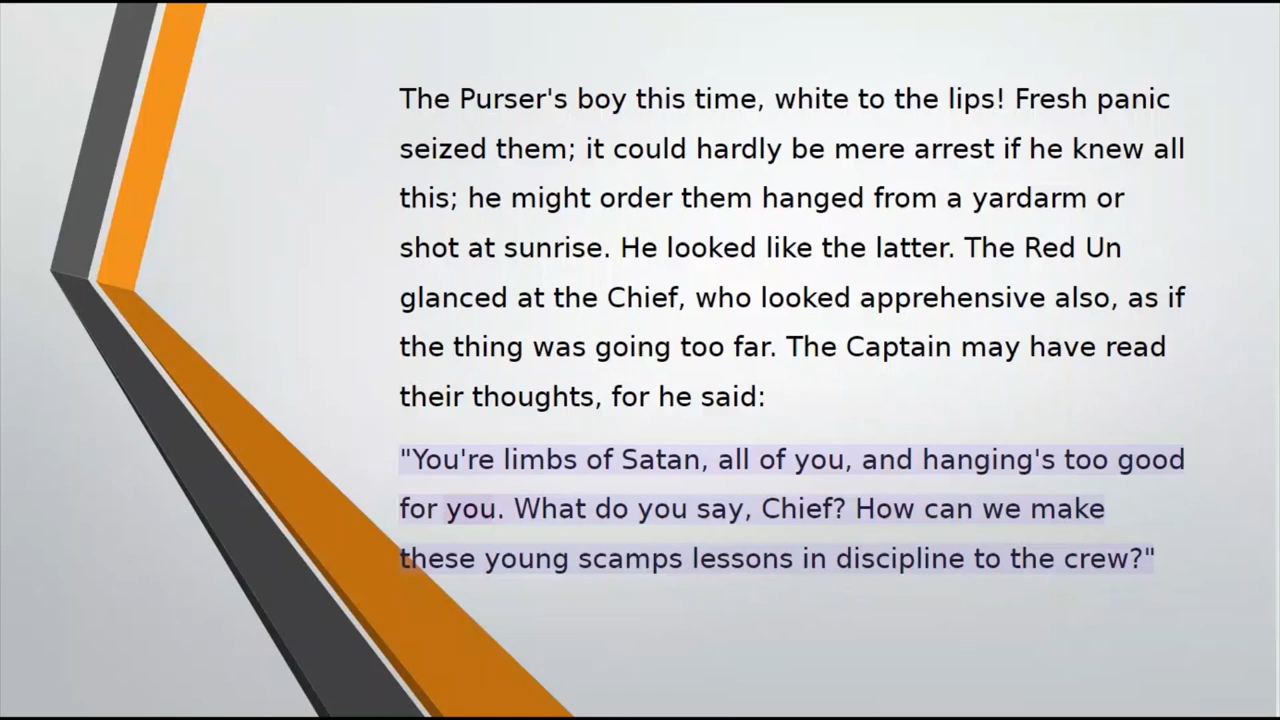 The Purser's boy this time, white to the lips! Fresh panic
seized them; it could hardly be mere arrest if he knew all
this; he might order them hanged from a yardarm or
shot at sunrise. He looked like the latter. The Red Un
glanced at the Chief, who looked apprehensive also, as if
the thing was going too far. The Captain may have read
their thoughts, for he said:
"You're limbs of Satan, all of you, and hanging's too good
for you. What do you say, Chief? How can we make
these young scamps lessons in discipline to the crew?"